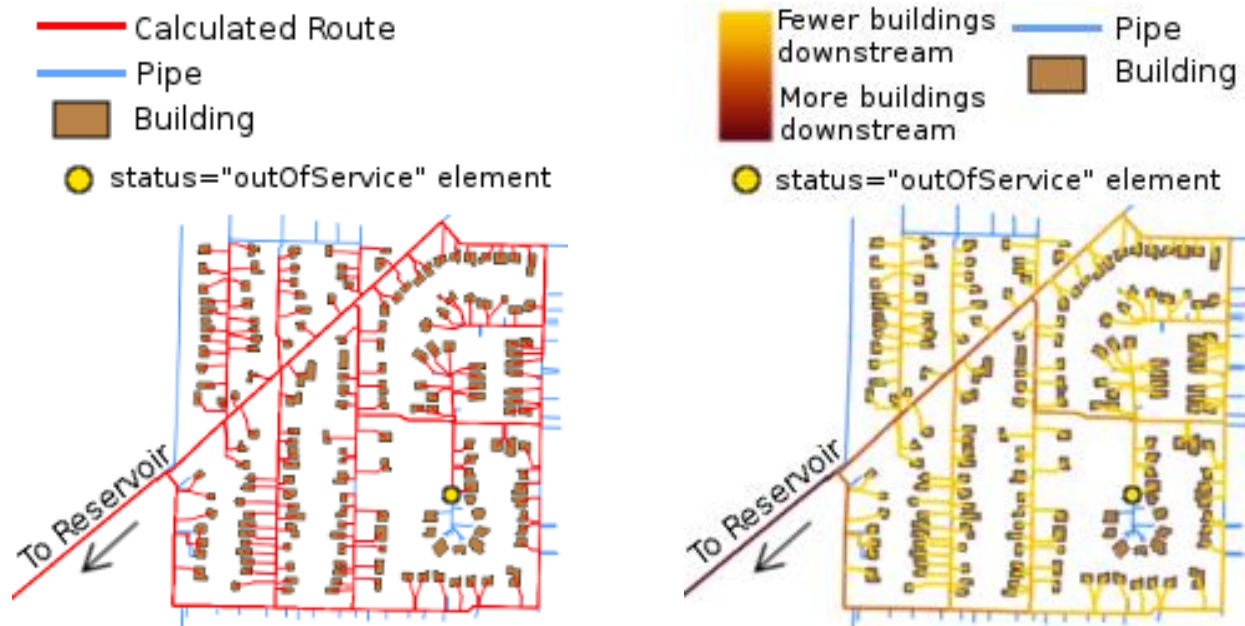 Calculated Route
Pipe
Building
status="outOfService" element
To Reservoir
Fewer buildings
downstream
More buildings
downstream
Pipe
Building
status="outOfService" element
To Reservoir